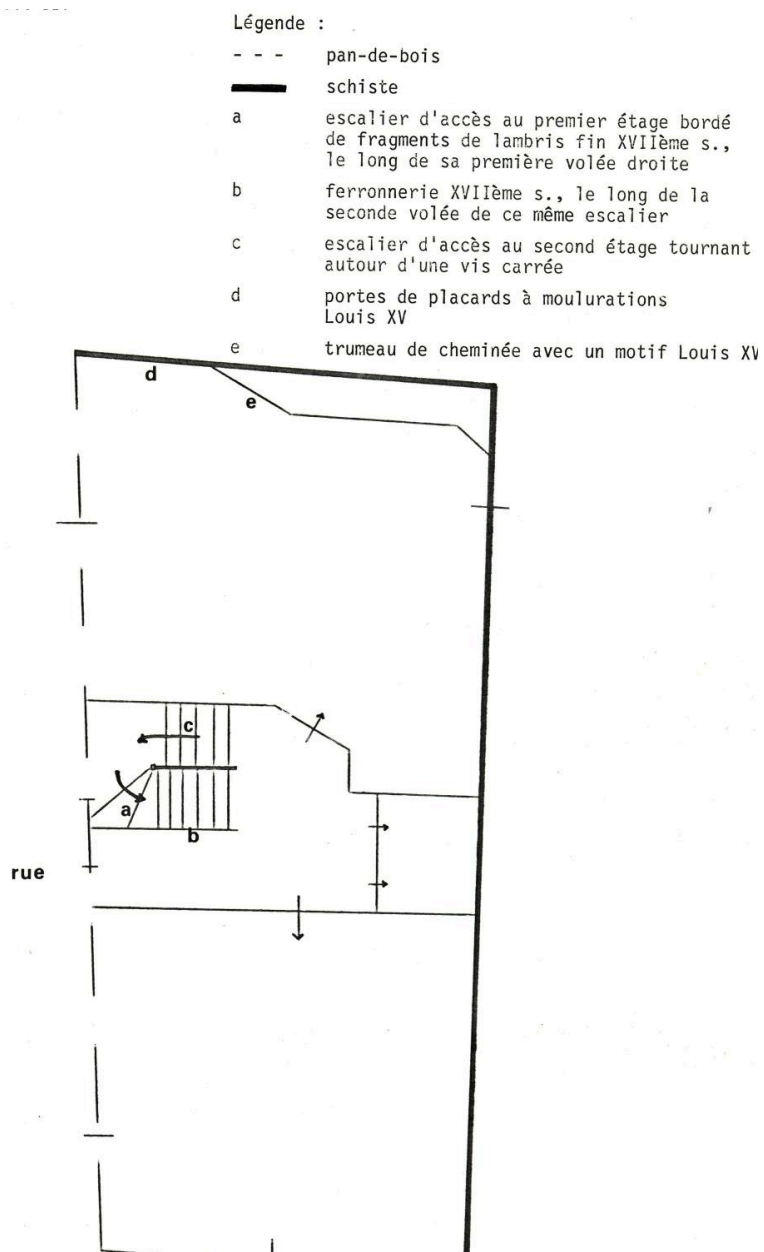 Légende :
- - - pan-de-bois
schiste
a escalier d'accès au premier étage bordé
de fragments de lambris fin XVIIème s.,
le long de sa première volée droite
b ferronnerie XVIIème s., le long de la
seconde volée de ce même escalier
c escalier d'accès au second étage tournant
autour d'une vis carrée
d portes de placards à moulurations
Louis XV
e trumeau de cheminée avec un motif Louis XV
d
e
c
a
b
rue